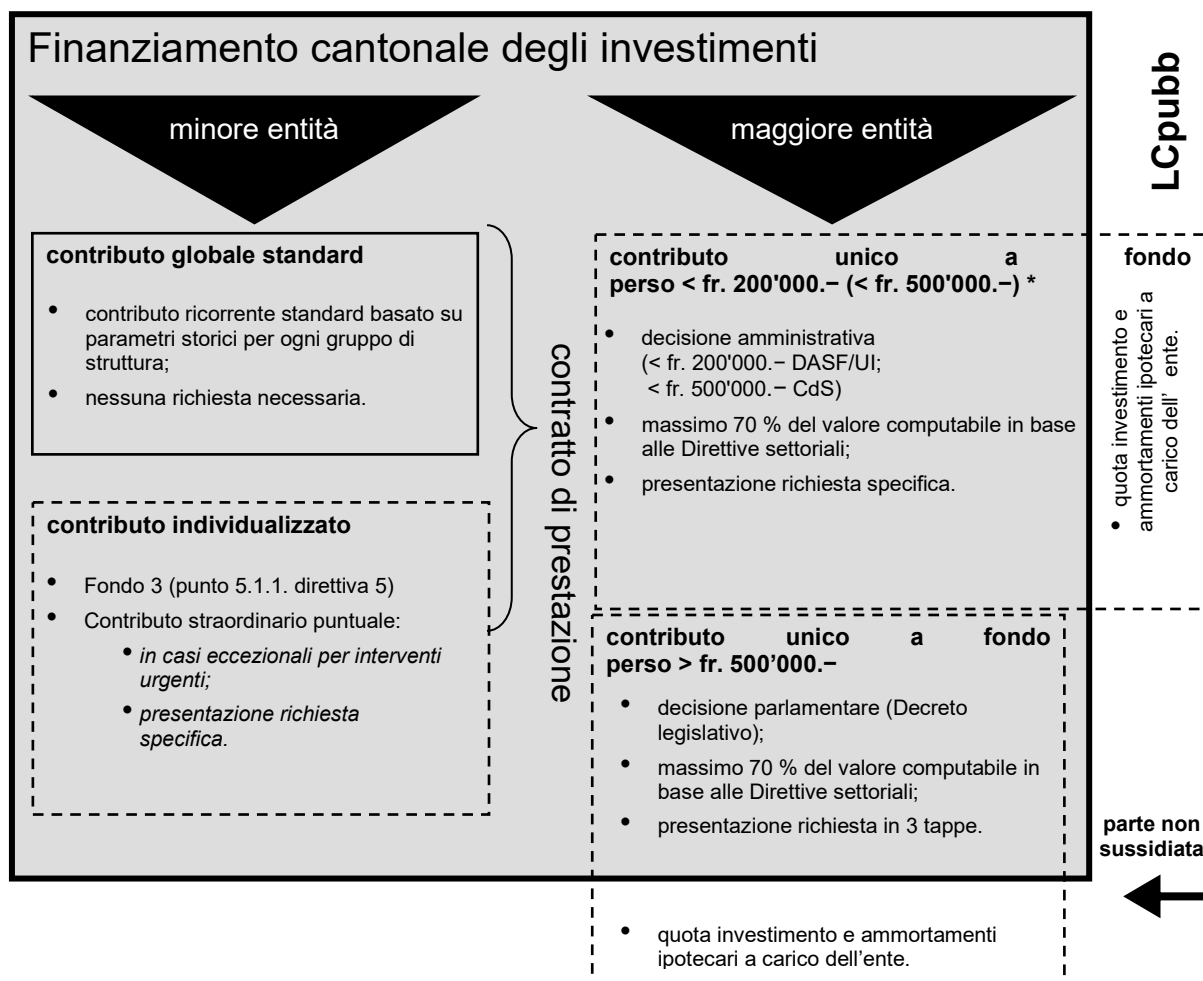 Finanziamento cantonale degli investimenti
minore entità
maggiore entità
LCpubb
contributo globale standard
• contributo ricorrente standard basato su
parametri storici per ogni gruppo di
struttura;
• nessuna richiesta necessaria.
contributo individualizzato
• Fondo 3 (punto 5.1.1. direttiva 5)
• Contributo straordinario puntuale:
• in casi eccezionali per interventi
urgenti;
• presentazione richiesta
specifica.
contratto di prestazione
contributo unico a fondo
perso < fr. 200'000.– (< fr. 500'000.–) *
• decisione amministrativa
(< fr. 200'000.– DASF/UI;
< fr. 500'000.– CdS)
• massimo 70 % del valore computabile in base
alle Direttive settoriali;
• presentazione richiesta specifica.
• quota investimento e
ammortamenti ipotecari a
carico dell' ente.
contributo unico a fondo
perso > fr. 500’000.–
• decisione parlamentare (Decreto
legislativo);
• massimo 70 % del valore computabile in
base alle Direttive settoriali;
• presentazione richiesta in 3 tappe.
parte non
sussidiata
• quota investimento e ammortamenti
ipotecari a carico dell’ente.